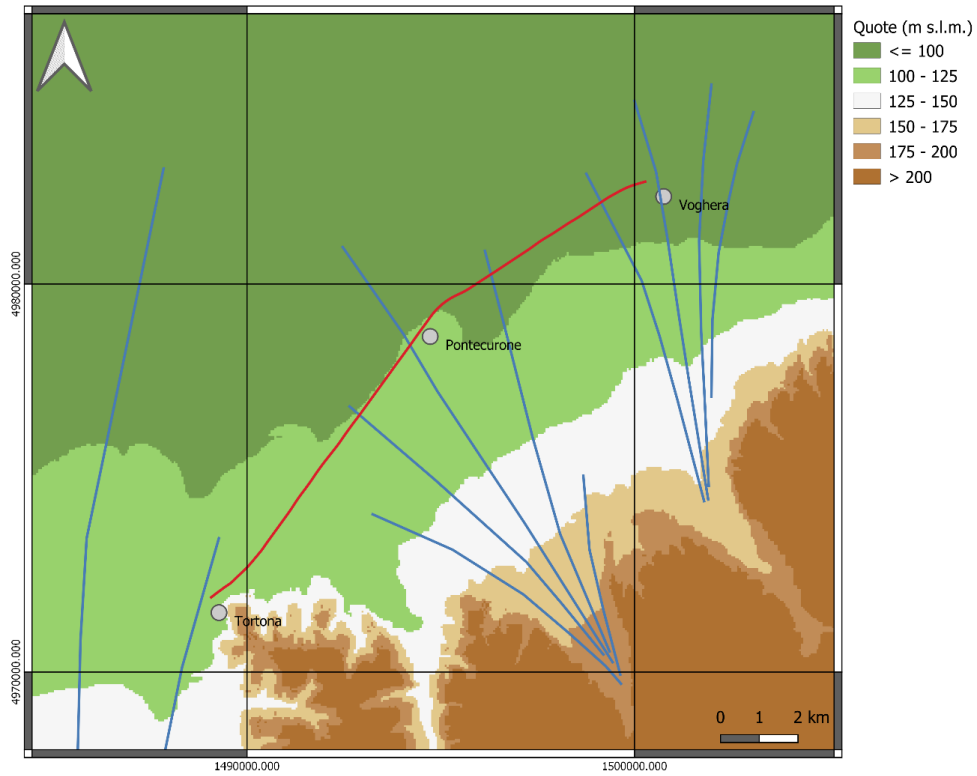 Quote (m s.l.m.)
<= 100
100 - 125
125 - 150
150 - 175
175 - 200
> 200
Voghera
4980000.000
Pontecurone
Tortona
4970000.000
0 1 2 km
1490000.000 1500000.000